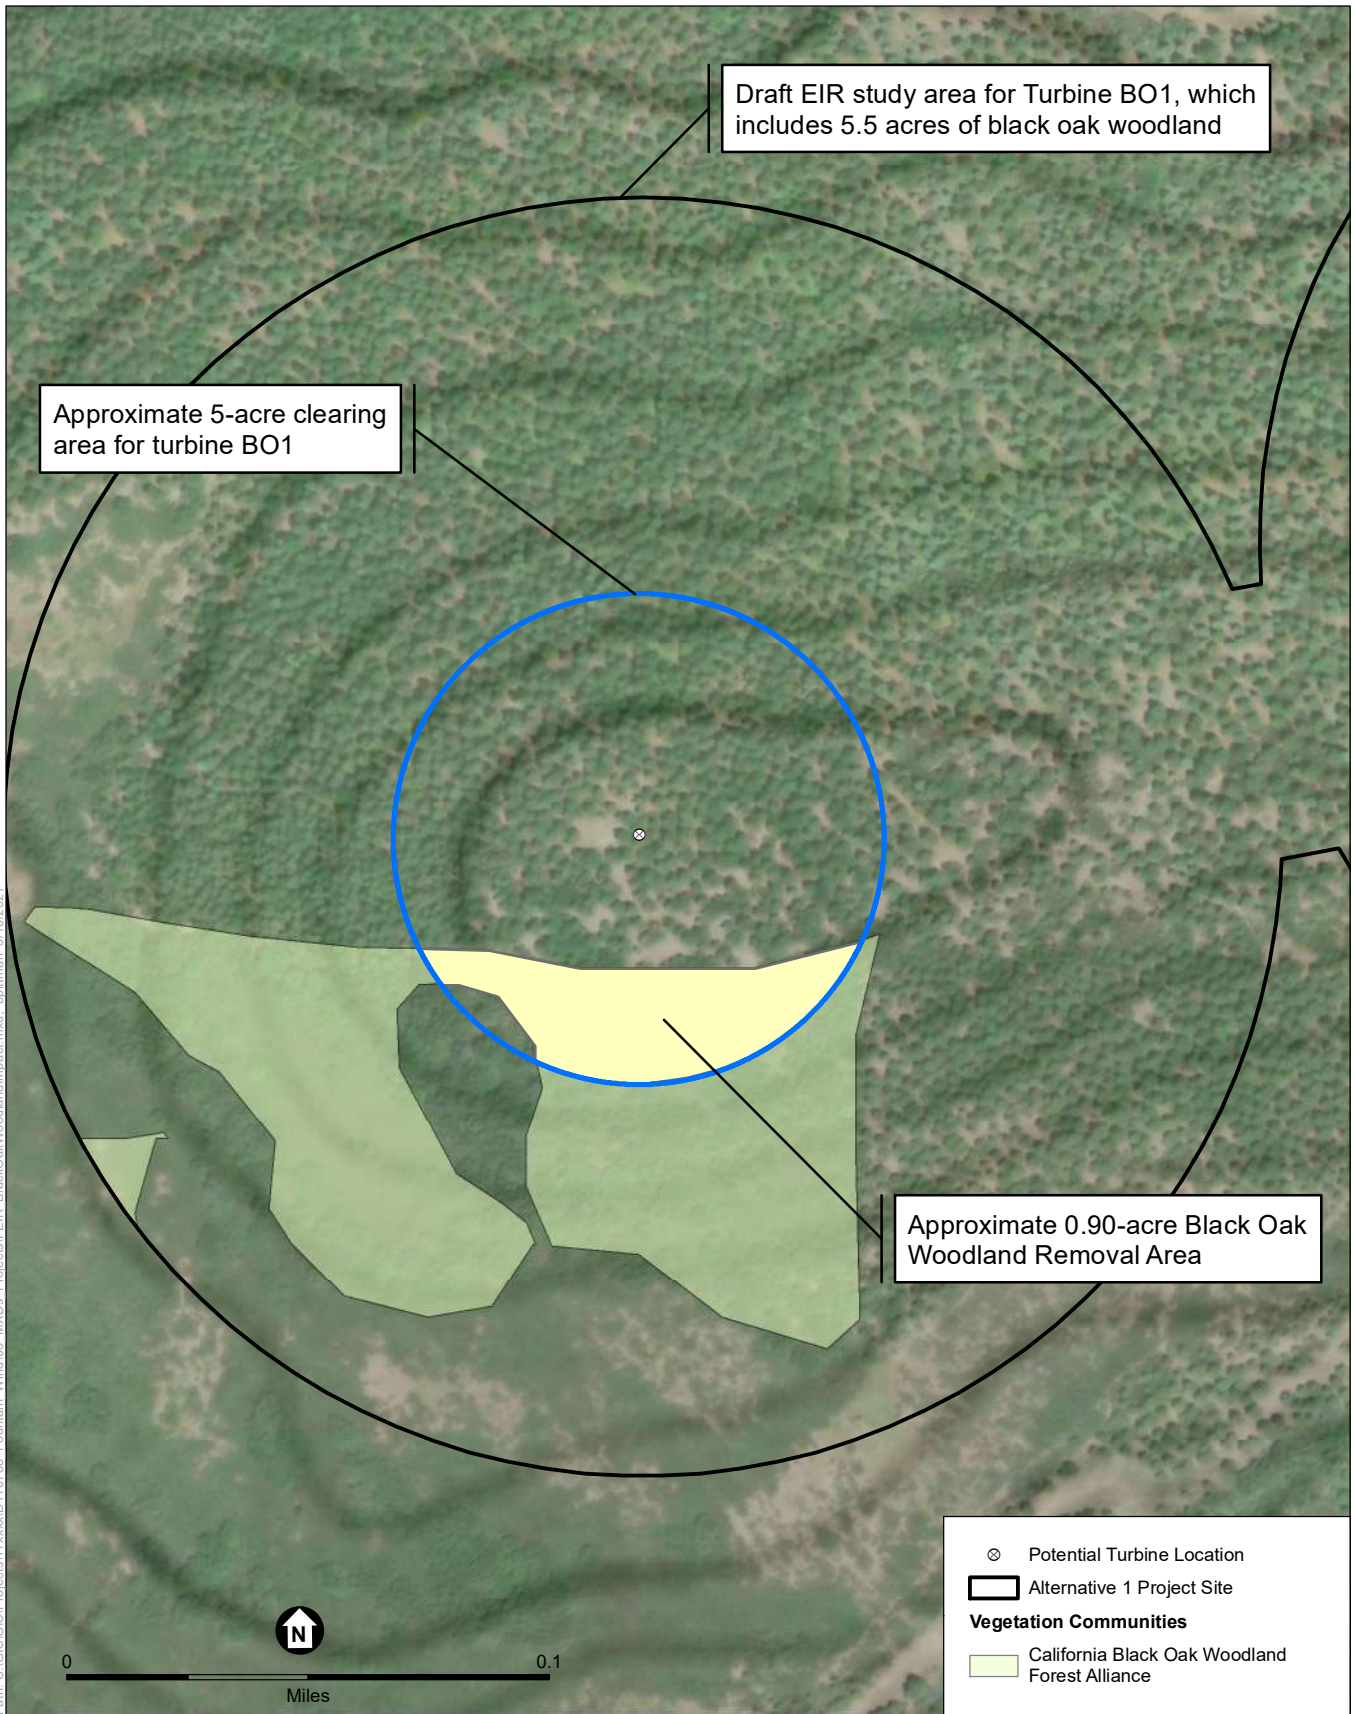 Draft EIR study area for Turbine BO1, which
includes 5.5 acres of black oak woodland
Approximate 5-acre clearing
area for turbine BO1
Approximate 0.90-acre Black Oak
Woodland Removal Area
N
0 0.1
Miles
Potential Turbine Location
Alternative 1 Project Site
Vegetation Communities
California Black Oak Woodland
Forest Alliance